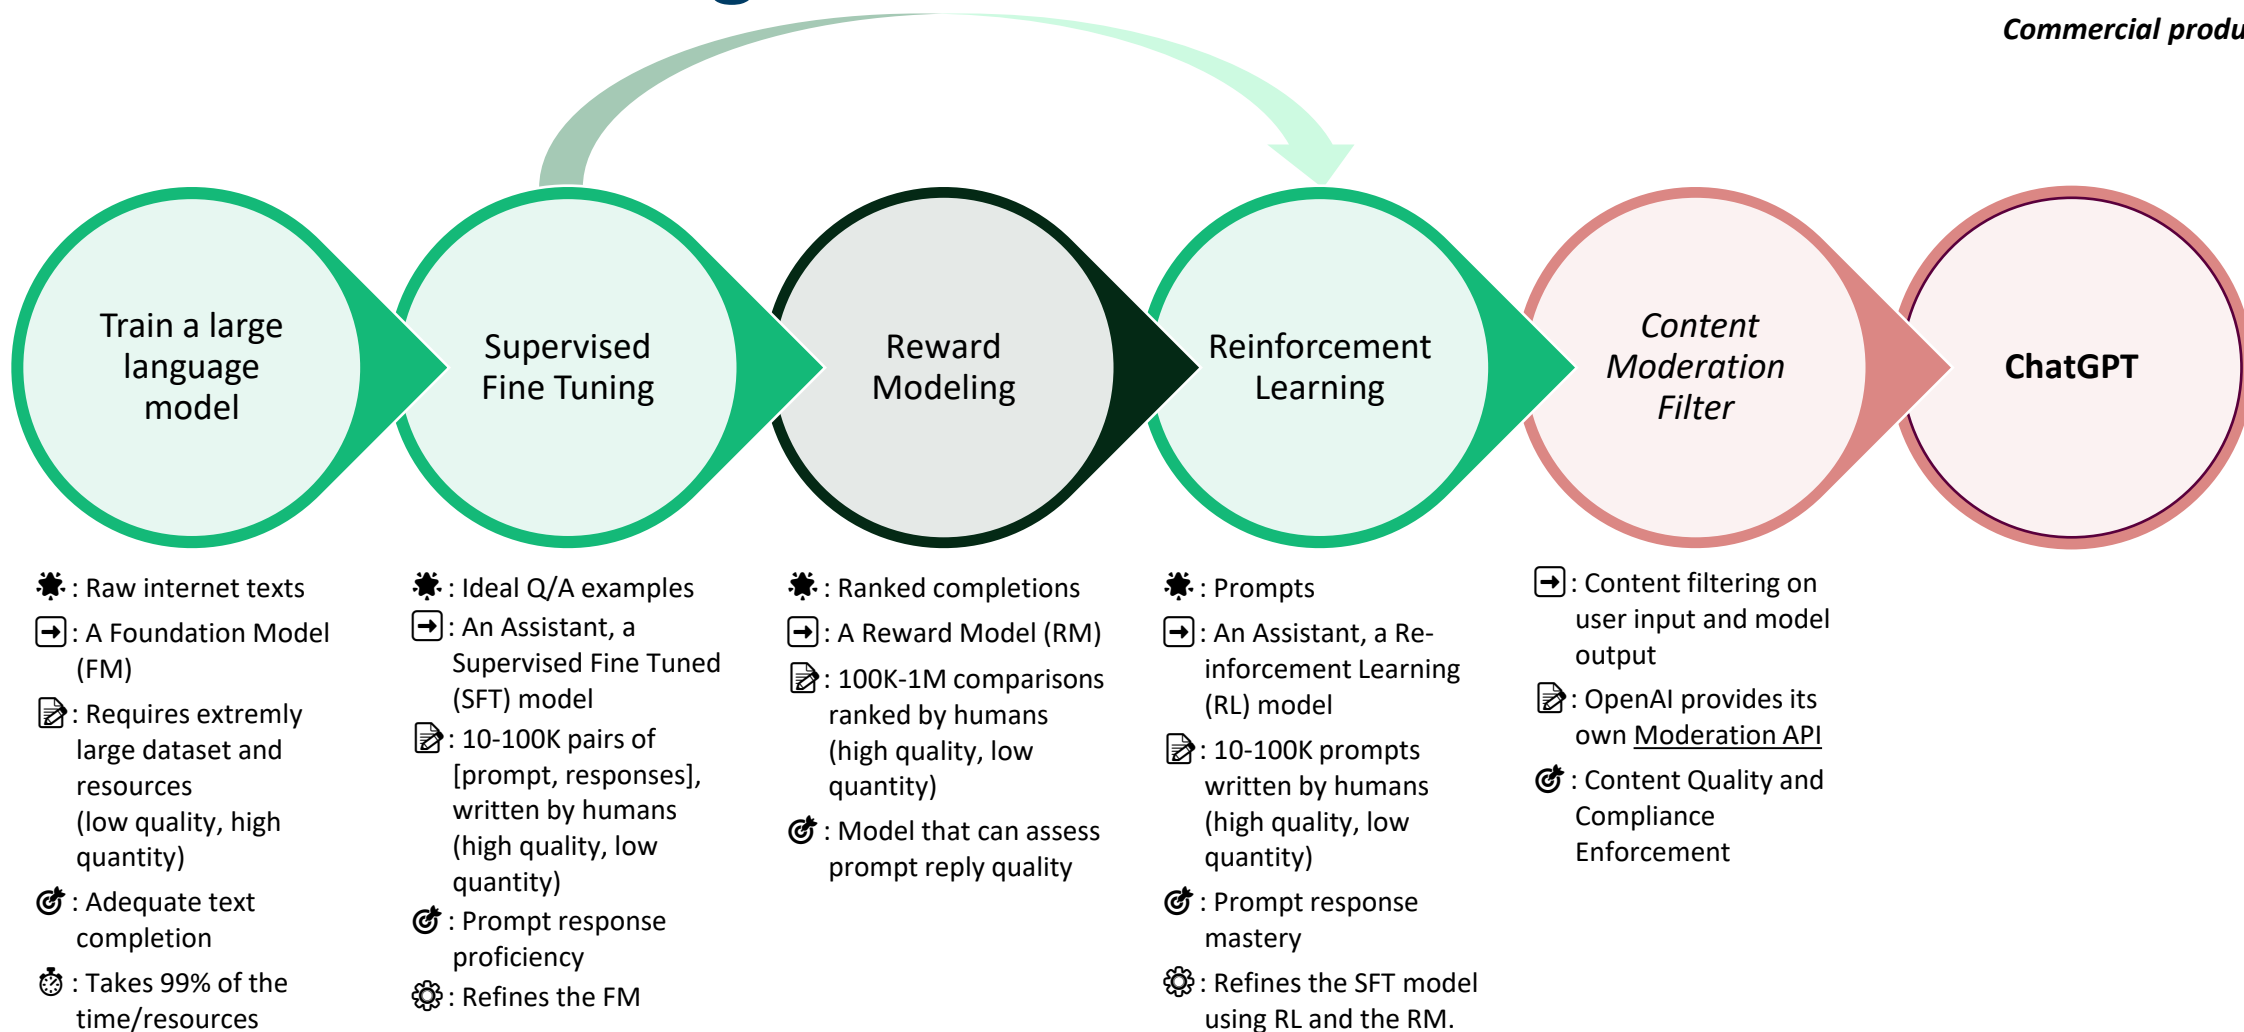 Commercial produ
Train a large
language
model
Supervised
Fine Tuning
Reward
Modeling
Reinforcement
Learning
Content
Moderation
Filter
ChatGPT
: Raw internet texts
: A Foundation Model
(FM)
: Requires extremly
large dataset and
resources
(low quality, high
quantity)
: Adequate text
completion
: Takes 99% of the
time/resources
: Ideal Q/A examples
: An Assistant, a
Supervised Fine Tuned
(SFT) model
: 10-100K pairs of
[prompt, responses],
written by humans
(high quality, low
quantity)
: Prompt response
proficiency
: Refines the FM
: Ranked completions
: A Reward Model (RM)
: 100K-1M comparisons
ranked by humans
(high quality, low
quantity)
: Model that can assess
prompt reply quality
: Prompts
: An Assistant, a Re-
inforcement Learning
(RL) model
: 10-100K prompts
written by humans
(high quality, low
quantity)
: Prompt response
mastery
: Refines the SFT model
using RL and the RM.
: Content filtering on
user input and model
output
: OpenAI provides its
own Moderation API
: Content Quality and
Compliance
Enforcement